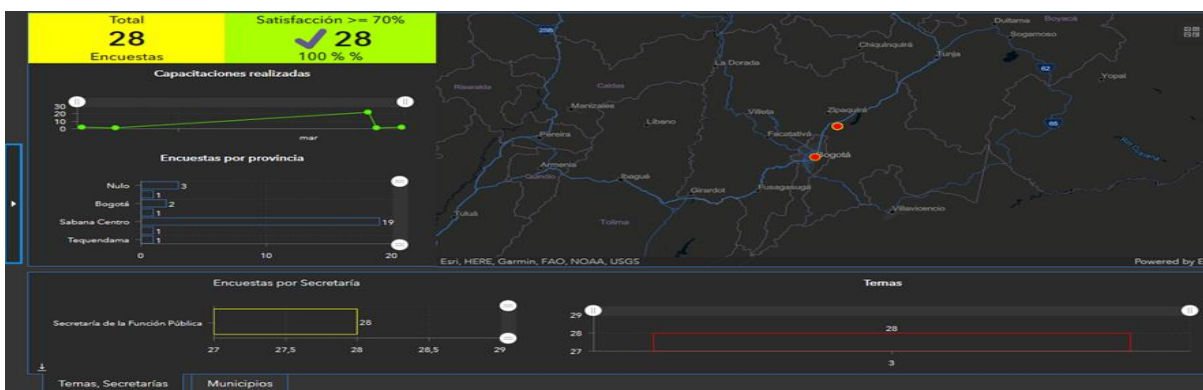 Total
28
Encuestas
Satisfacción >= 70%
28
100 % %
Capacitaciones realizadas
30
20
10
0
mar
Encuestas por provincia
Nulo 3
1
Bogotá 2
1
Sabana Centro 19
1
Tequendama 1
0 10 20
Duitama
Boyacá
Sogamoso
Chiquinquirá
Tunja
La Dorada
62
Yopal
Risaralda
Caldas
Manizales
Líbano
Villeta
Zipaquirá
65
Facatativá
Pereira
Bogotá
Armenia
Quindío
Ibagué
Girardot
Fusagasugá
Tuluá
Tolima
Villavicencio
Esri, HERE, Garmin, FAO, NOAA, USGS
Powered by E
Encuestas por Secretaría
Secretaría de la Función Pública 28
27 27,5 28 28,5 29
Temas
29
28
28
27
3
Temas, Secretarías
Municipios